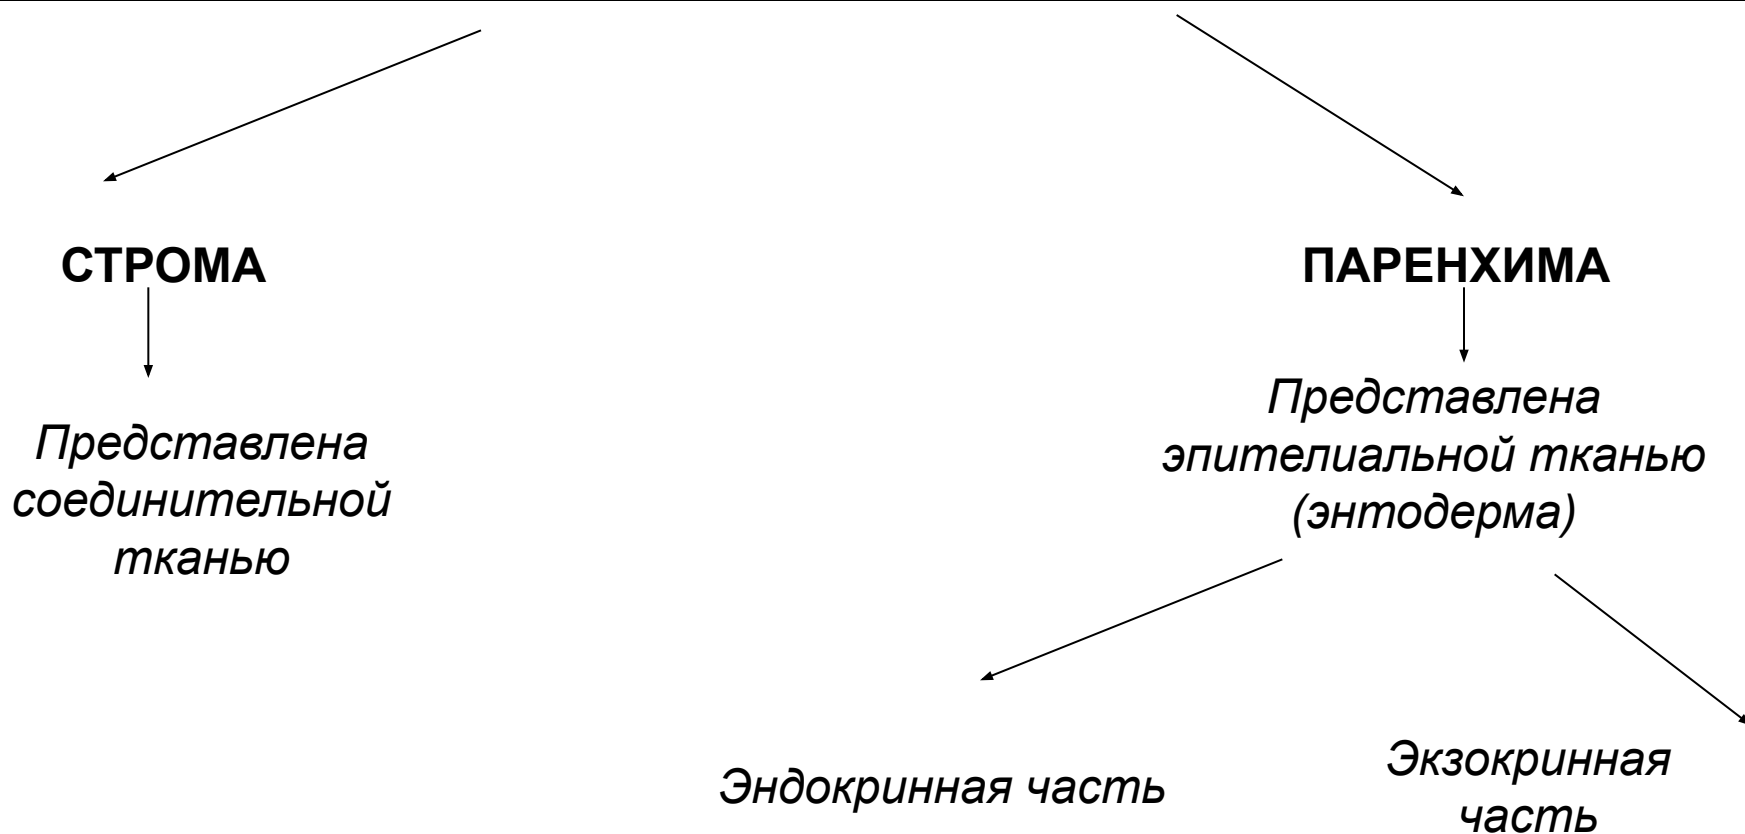 СТРОМА
ПАРЕНХИМА
Представлена
соединительной
тканью
Представлена
эпителиальной тканью
(энтодерма)
Эндокринная часть
Экзокринная
часть